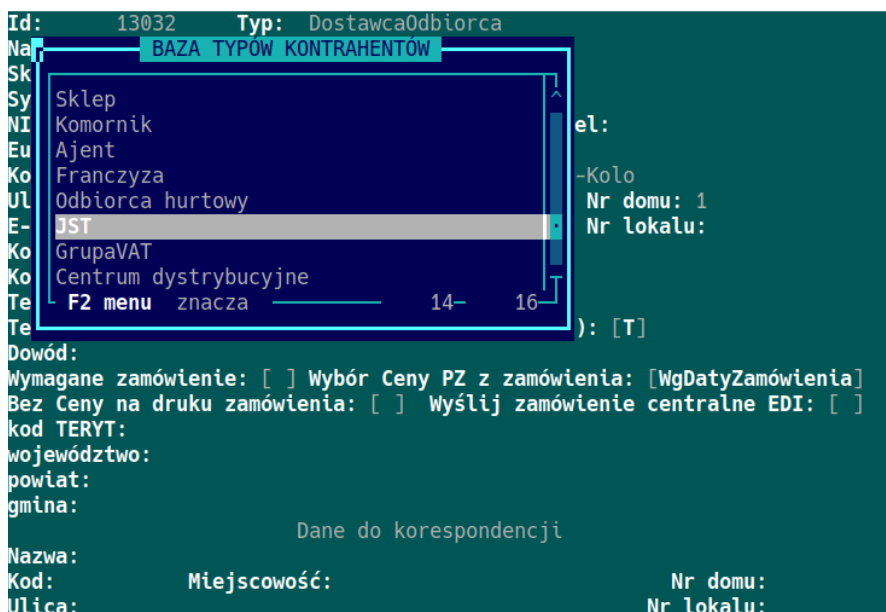 Id: 13032 Typ: DostawcaOdbiorca
Na BAZA TYPÓW KONTRAHENTÓW
Sk
Sy Sklep
NI Komornik el:
Eu Ajent
Ko Franczyza -Kolo
Ul Odbiorca hurtowy Nr domu: 1
E- JST Nr lokalu:
Ko GrupaVAT
Ko Centrum dystrybucyjne
Te F2 menu znacza 14 16
Te ): [T]
Dowód:
Wymagane zamówienie: [ ] Wybór Ceny PZ z zamówienia: [WgDatyZamówienia]
Bez Ceny na druku zamówienia: [ ] Wyślij zamówienie centralne EDI: [ ]
kod TERYT:
województwo:
powiat:
gmina:
Dane do korespondencji
Nazwa:
Kod: Miejscowość: Nr domu:
Ulica: Nr lokalu: